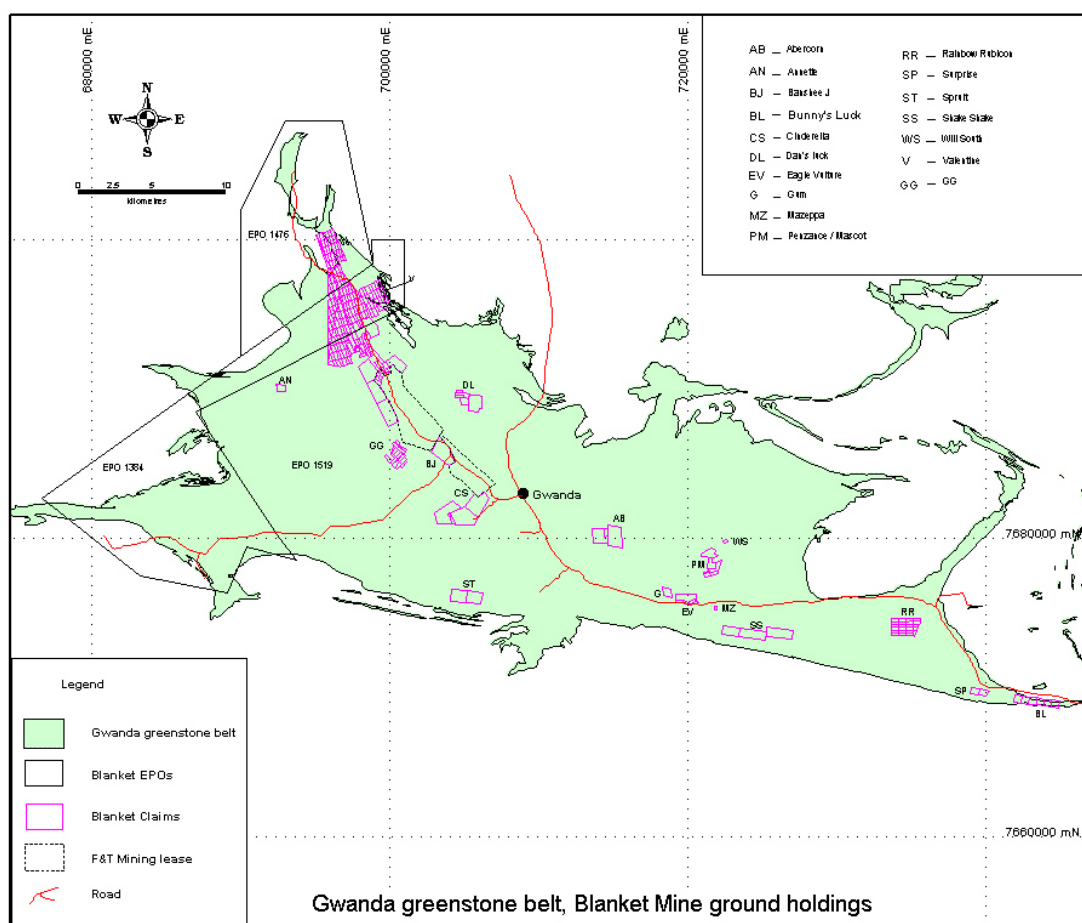 680000 mE
700000 mE
720000 mE
N
W E
S
0 2.5 5 10
kilometres
AB – Abercorn
AN – Annette
BJ – Banshee J
BL – Bunny's Luck
CS – Cinderella
DL – Dan's luck
EV – Eagle Vulture
G – Gum
MZ – Mazeppa
PM – Penzance / Mascot
RR – Rainbow Rubicon
SP – Surprise
ST – Spruit
SS – Shake Shake
WS – Will South
V – Valentine
GG – GG
EPO 1476
V
AN
DL
GG
BJ
EPO 1384
EPO 1519
CS
Gwanda
AB
7680000 mN
WS
PM
ST
G
EV
MZ
SS
RR
SP
BL
Legend
Gwanda greenstone belt
Blanket EPOs
Blanket Claims
F&T Mining lease
Road
7660000 mN
Gwanda greenstone belt, Blanket Mine ground holdings